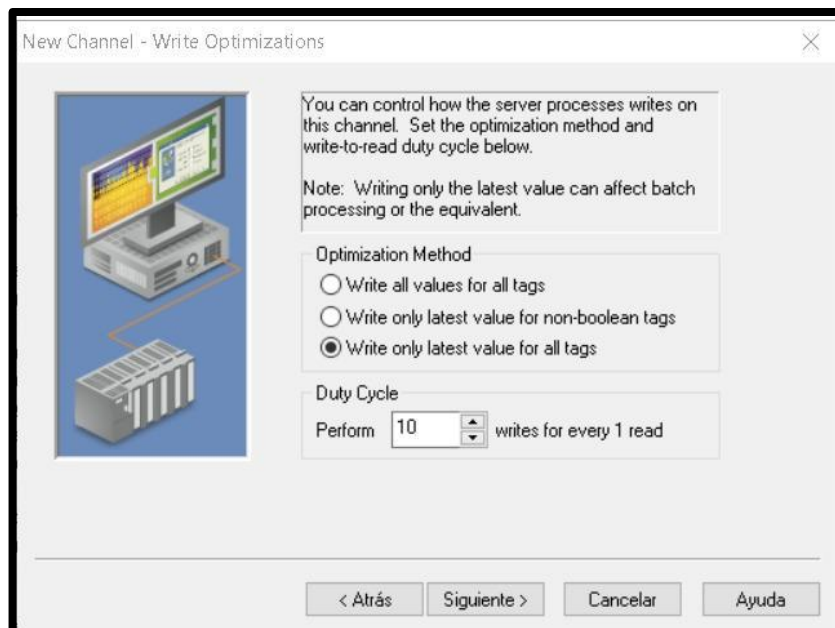 New Channel - Write Optimizations
You can control how the server processes writes on
this channel.  Set the optimization method and
write-to-read duty cycle below.
Note:  Writing only the latest value can affect batch
processing or the equivalent.
Optimization Method
Write all values for all tags
Write only latest value for non-boolean tags
Write only latest value for all tags
Duty Cycle
Perform 10 writes for every 1 read
< Atrás Siguiente > Cancelar Ayuda